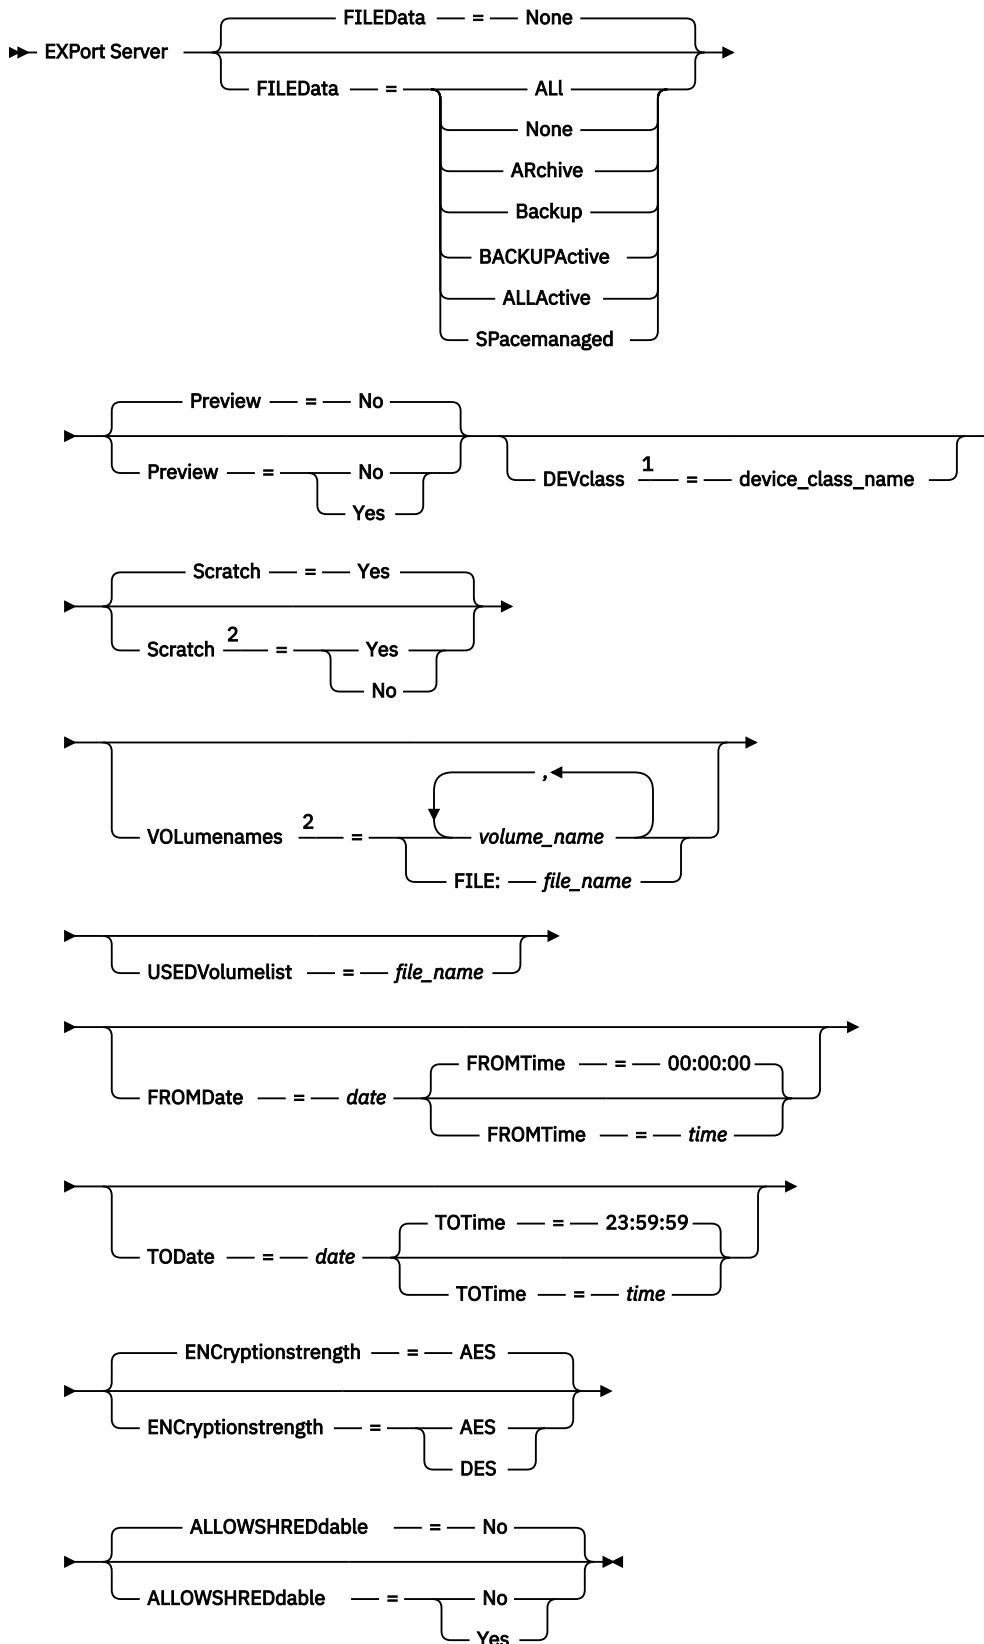 FILEData = None
EXPort Server
FILEData = ALl
None
ARchive
Backup
BACKUPActive
ALLActive
SPacemanaged
Preview = No
Preview = No
Yes
DEVclass 1 = device_class_name
Scratch = Yes
Scratch 2 = Yes
No
,
VOLumenames 2 = volume_name
FILE: file_name
USEDVolumelist = file_name
FROMTime = 00:00:00
FROMDate = date
FROMTime = time
TOTime = 23:59:59
TODate = date
TOTime = time
ENCryptionstrength = AES
ENCryptionstrength = AES
DES
ALLOWSHREDdable = No
ALLOWSHREDdable = No
Yes